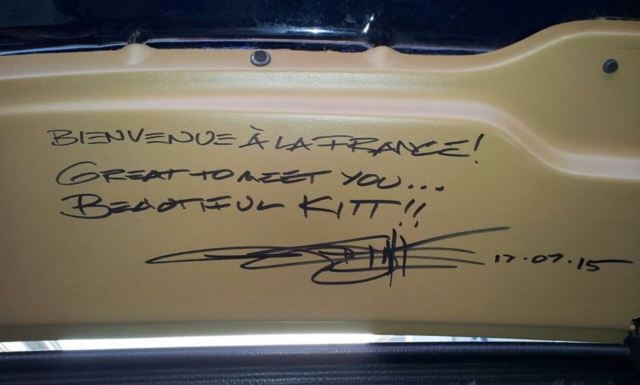 BIENVENUE À LA FRANCE!
GREAT TO MEET YOU...
BEAUTIFUL KITT!!
17.07.15